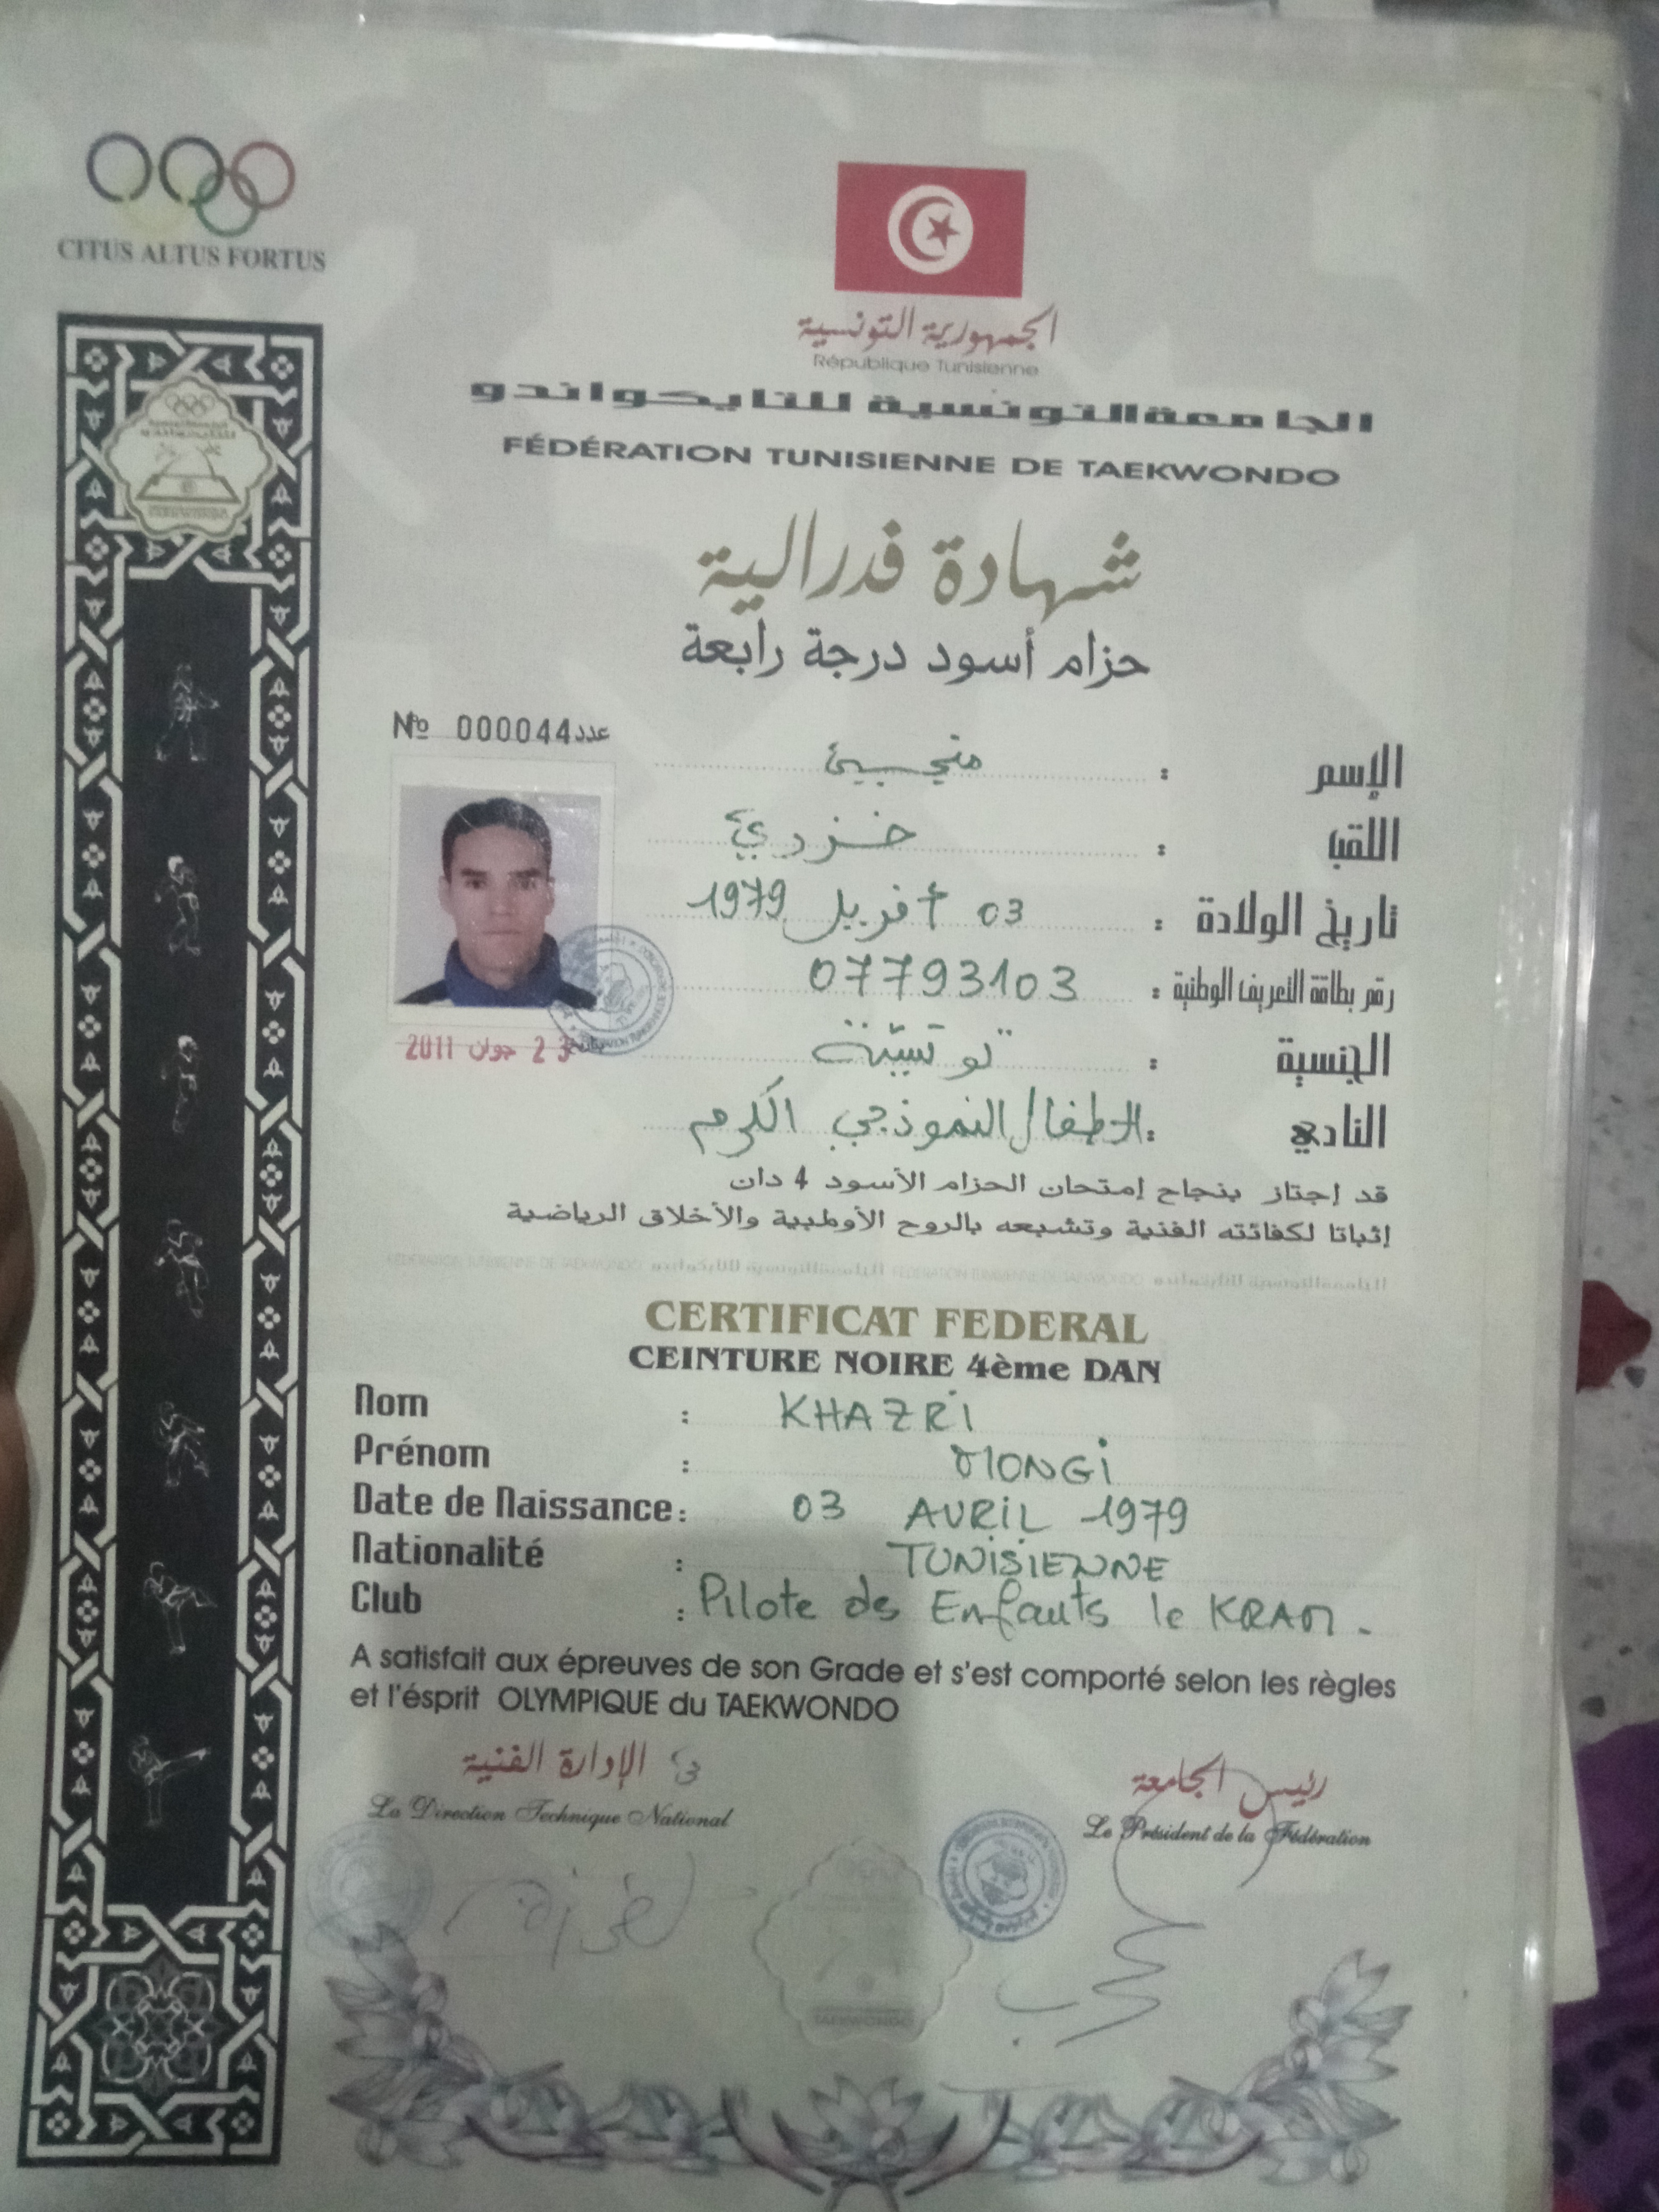 CITUS ALTUS FORTUS
الجمهورية التونسية
République Tunisienne
الجامعة التونسية للتايكواندو
FÉDÉRATION TUNISIENNE DE TAEKWONDO
شهادة فدرالية
حزام أسود درجة رابعة
№ 000044 عدد
الإسم : منجي
اللقب : خزري
تاريخ الولادة : 03 أفريل 1979
رقم بطاقة التعريف الوطنية : 07793103
23 جوان 2011
الجنسية : تونسية
النادي : الاطفال النموذجي الكرم
قد إجتاز بنجاح إمتحان الحزام الأسود 4 دان
إثباتا لكفائته الفنية وتشبعه بالروح الأولمبية والأخلاق الرياضية
CERTIFICAT FEDERAL
CEINTURE NOIRE 4ème DAN
Nom : KHAZRI
Prénom : MONGI
Date de Naissance : 03 AVRIL 1979
Nationalité : TUNISIENNE
Club : Pilote des Enfants le KRAM.
A satisfait aux épreuves de son Grade et s'est comporté selon les règles
et l'ésprit OLYMPIQUE du TAEKWONDO
الإدارة الفنية
La Direction Technique National
رئيس الجامعة
Le Président de la Fédération
TAEKWONDO